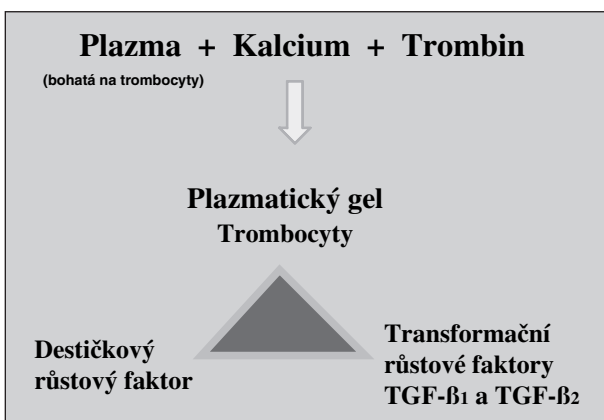 Plazma + Kalcium + Trombin
(bohatá na trombocyty)
Plazmatický gel
Trombocyty
Destičkový
růstový faktor
Transformační
růstové faktory
TGF-ß1 a TGF-ß2